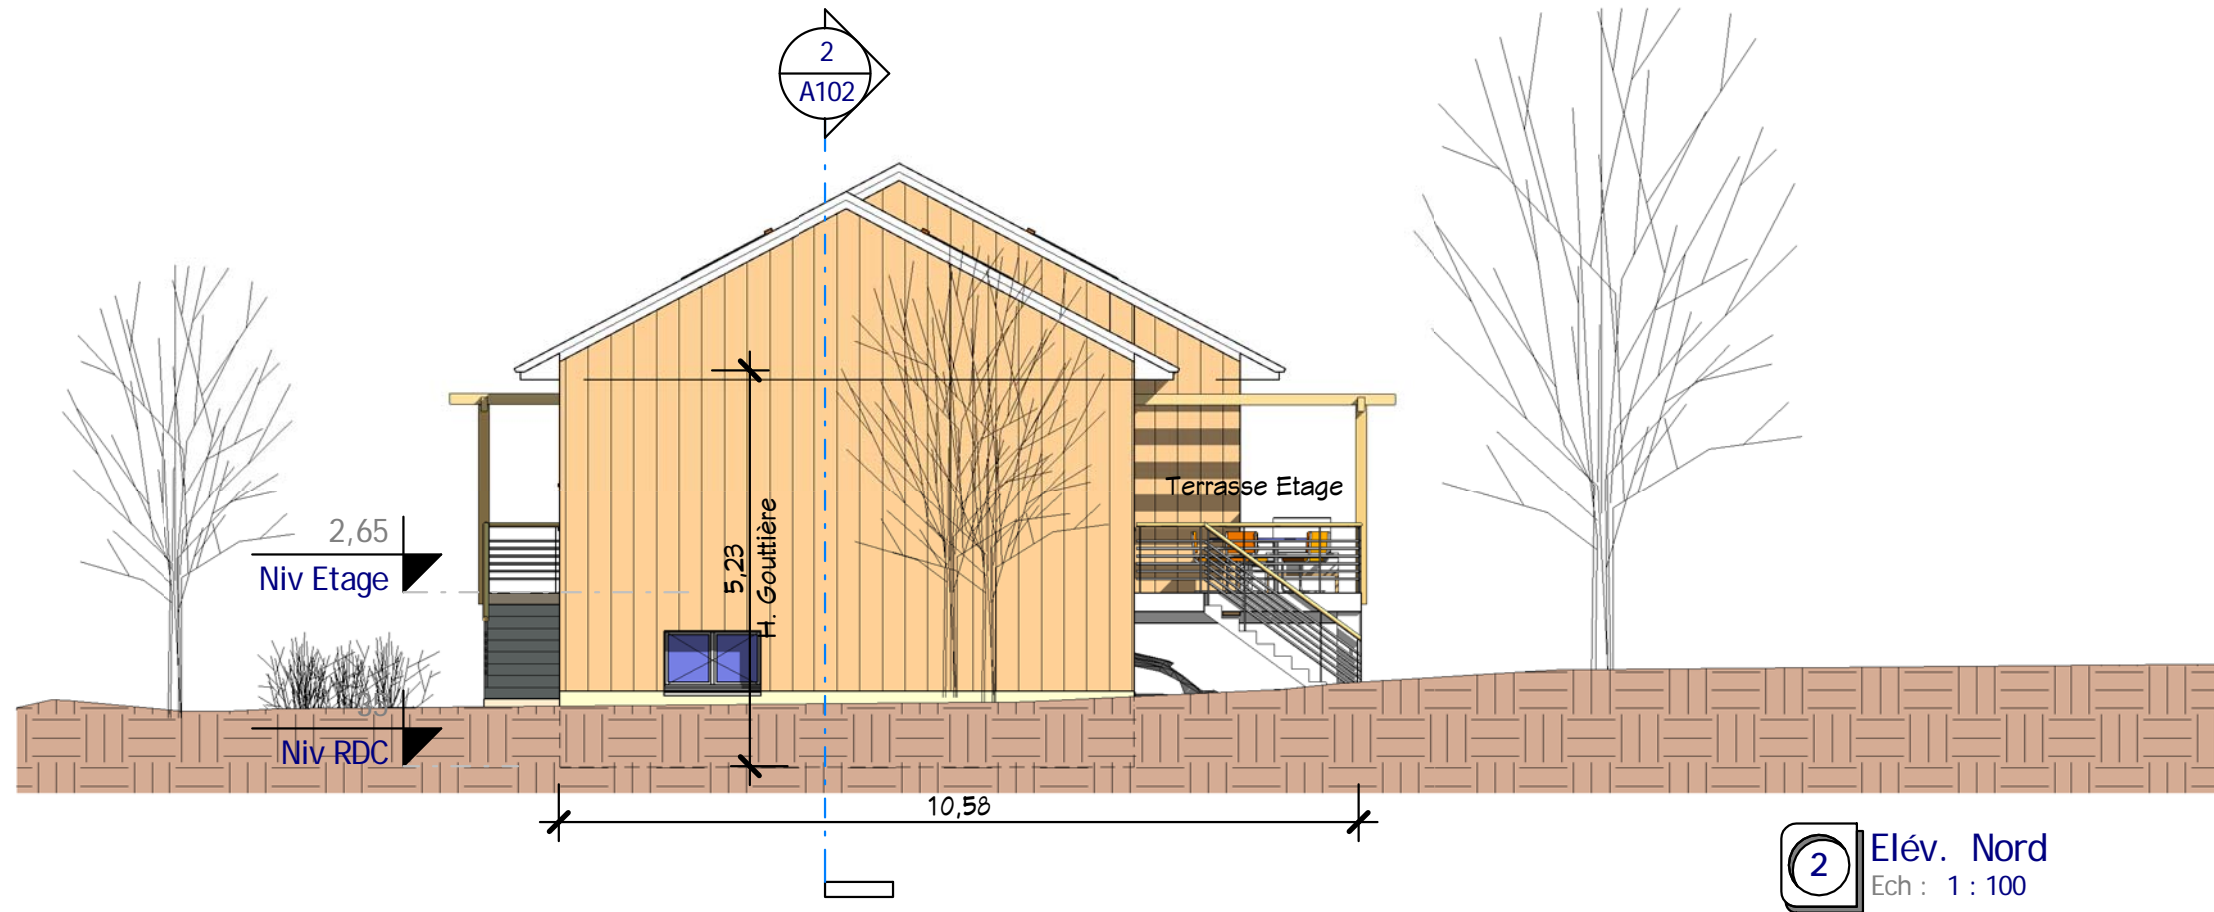 2
A102
Terrasse Etage
2,65
Niv Etage
5,23
H. Gouttière
Niv RDC
10,58
2
Elév. Nord
Ech : 1 : 100